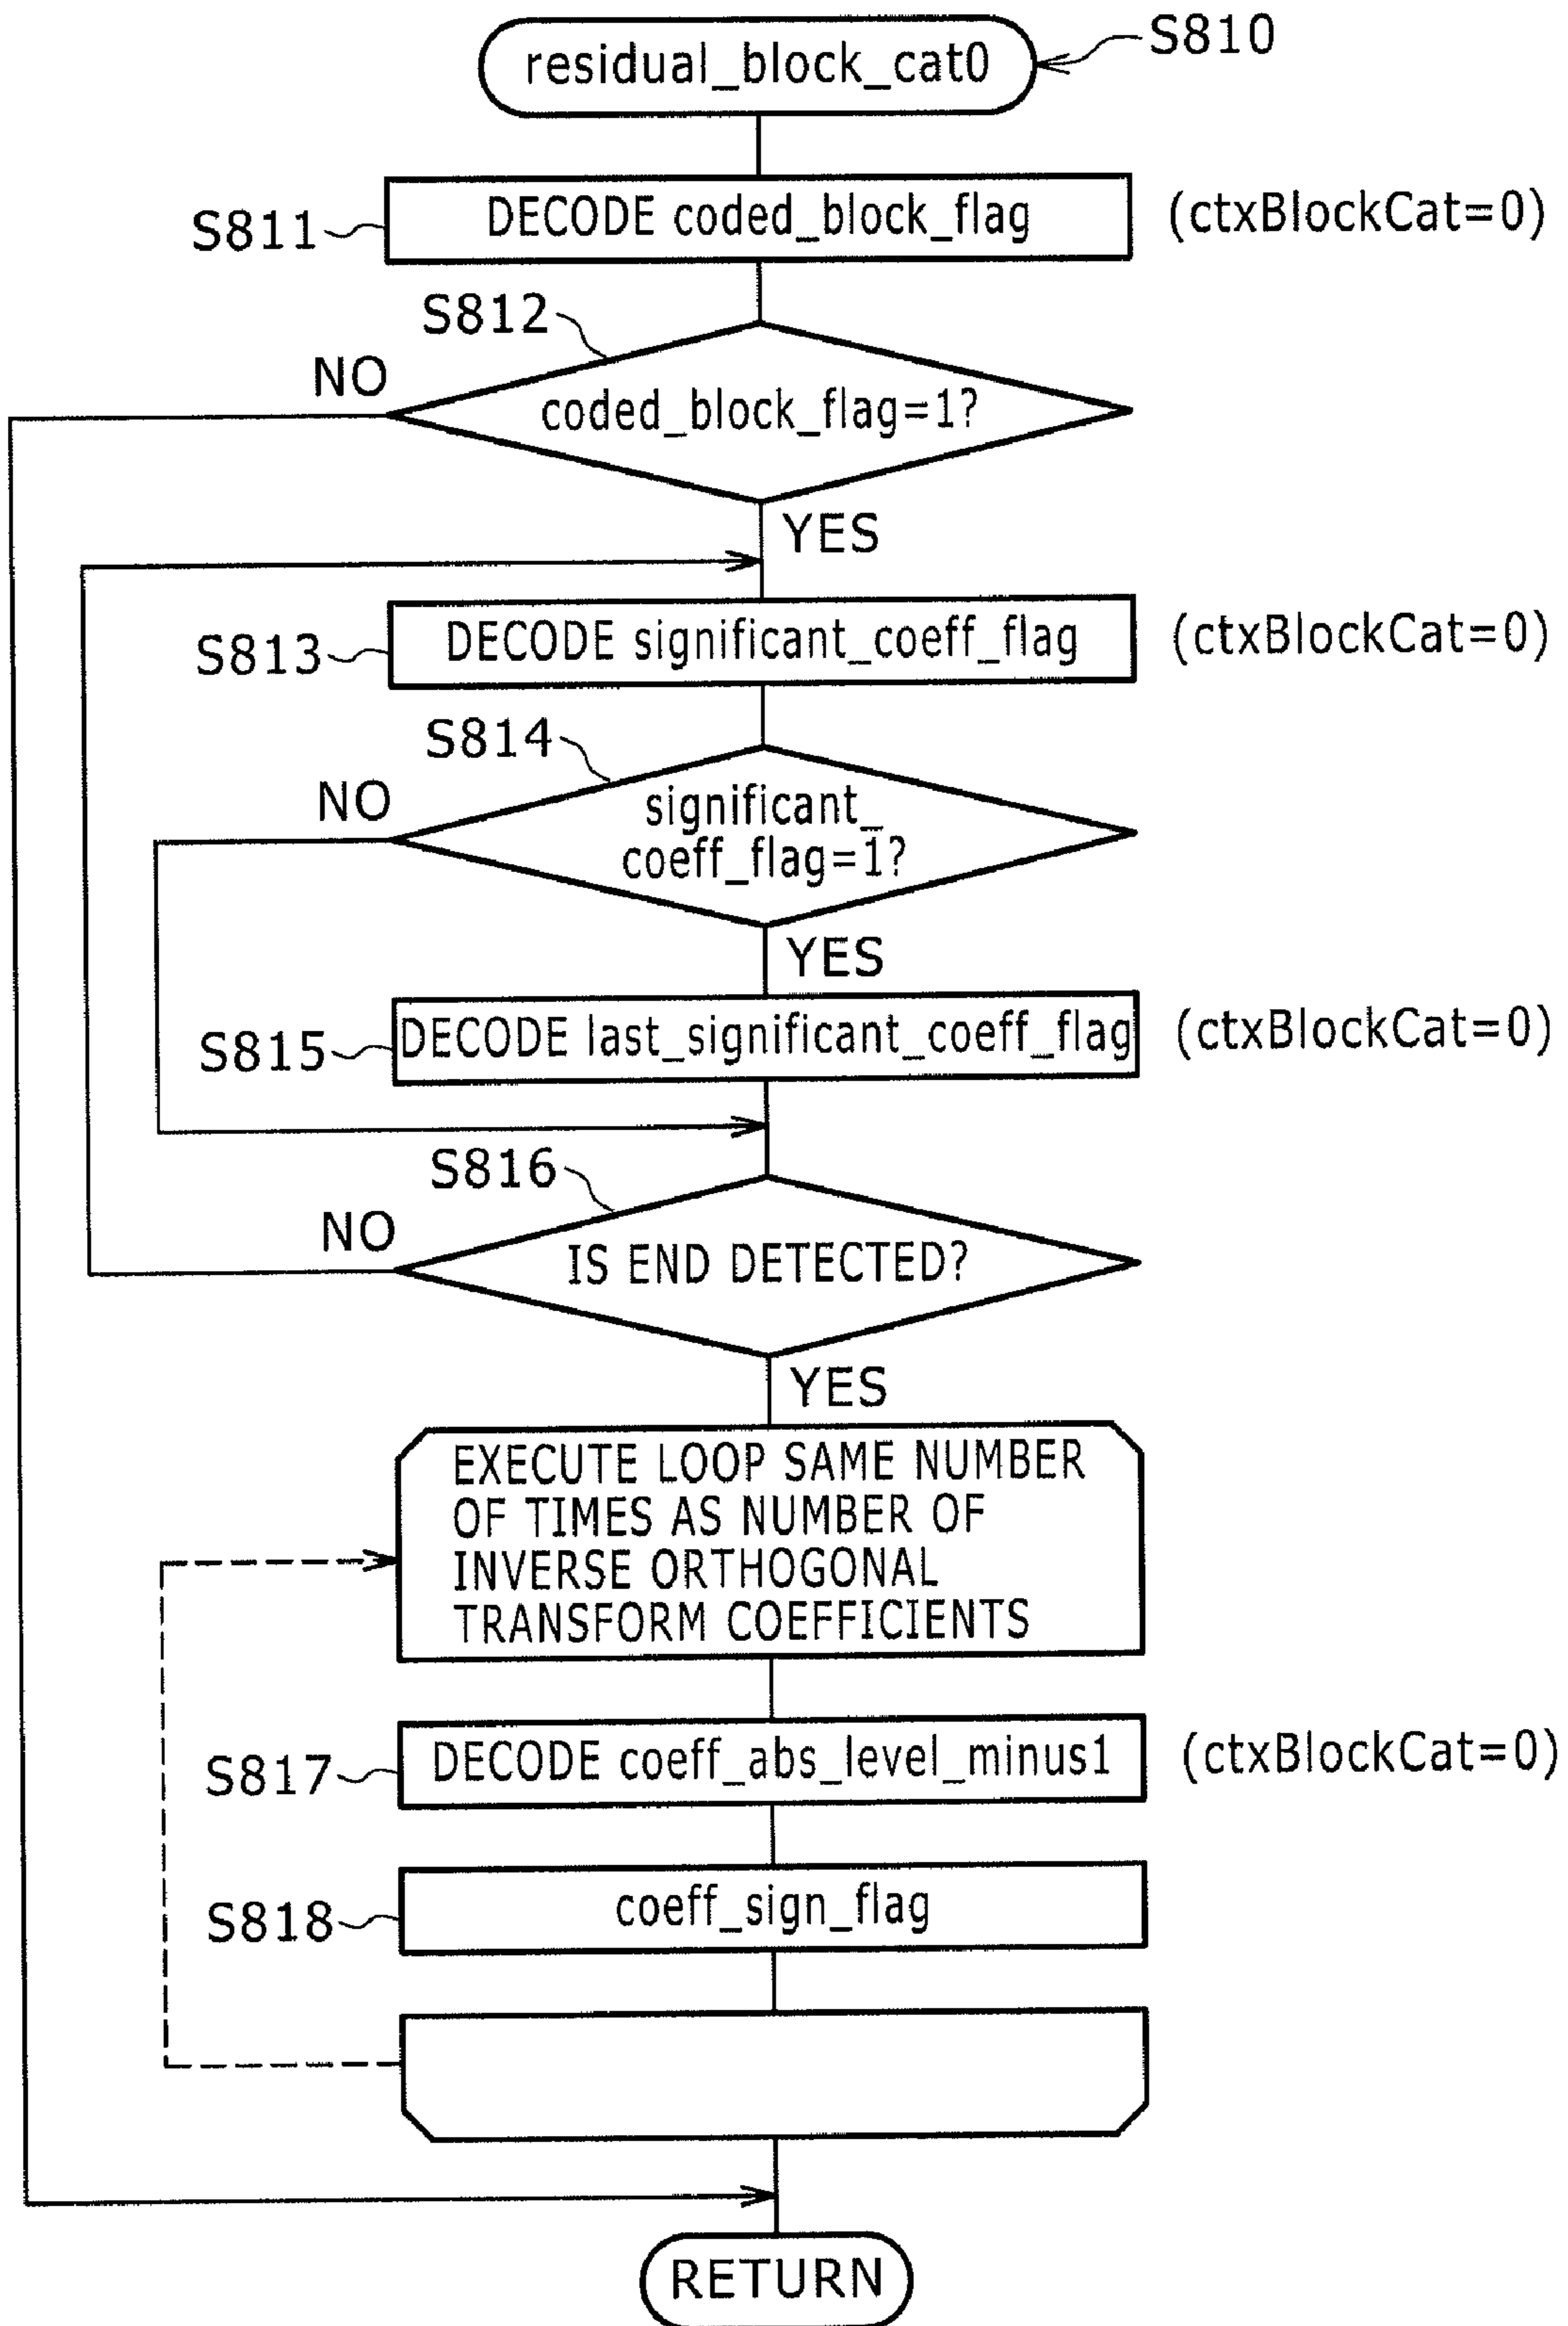 residual_block_cat0
S810
S811
DECODE coded_block_flag
(ctxBlockCat=0)
S812
NO
coded_block_flag=1?
YES
S813
DECODE significant_coeff_flag
(ctxBlockCat=0)
S814
NO
significant_
coeff_flag=1?
YES
S815
DECODE last_significant_coeff_flag
(ctxBlockCat=0)
S816
NO
IS END DETECTED?
YES
EXECUTE LOOP SAME NUMBER
OF TIMES AS NUMBER OF
INVERSE ORTHOGONAL
TRANSFORM COEFFICIENTS
S817
DECODE coeff_abs_level_minus1
(ctxBlockCat=0)
S818
coeff_sign_flag
RETURN